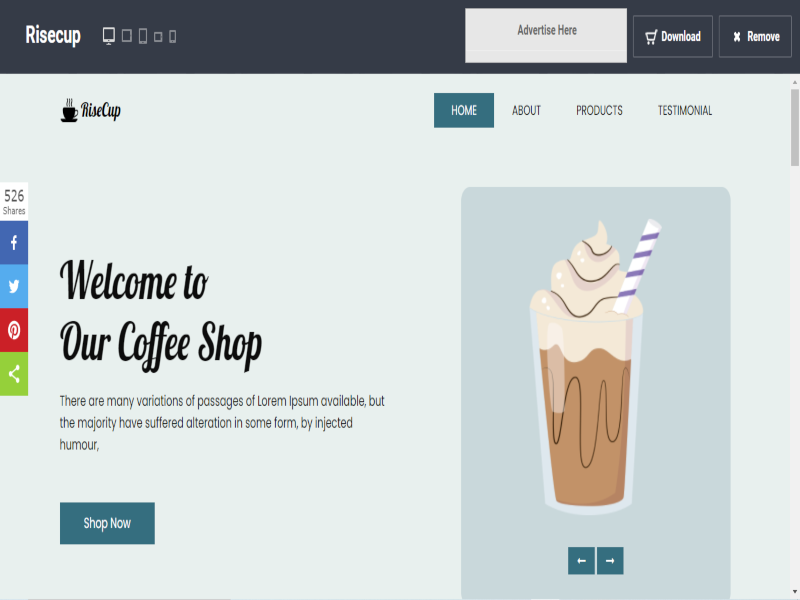 Risecup
Advertise Here
Download
Remove
RiseCup
HOME
ABOUT
PRODUCTS
TESTIMONIAL
526
Shares
Welcome to
Our Coffee Shop
There are many variations of passages of Lorem Ipsum available, but
the majority have suffered alteration in some form, by injected
humour,
Shop Now